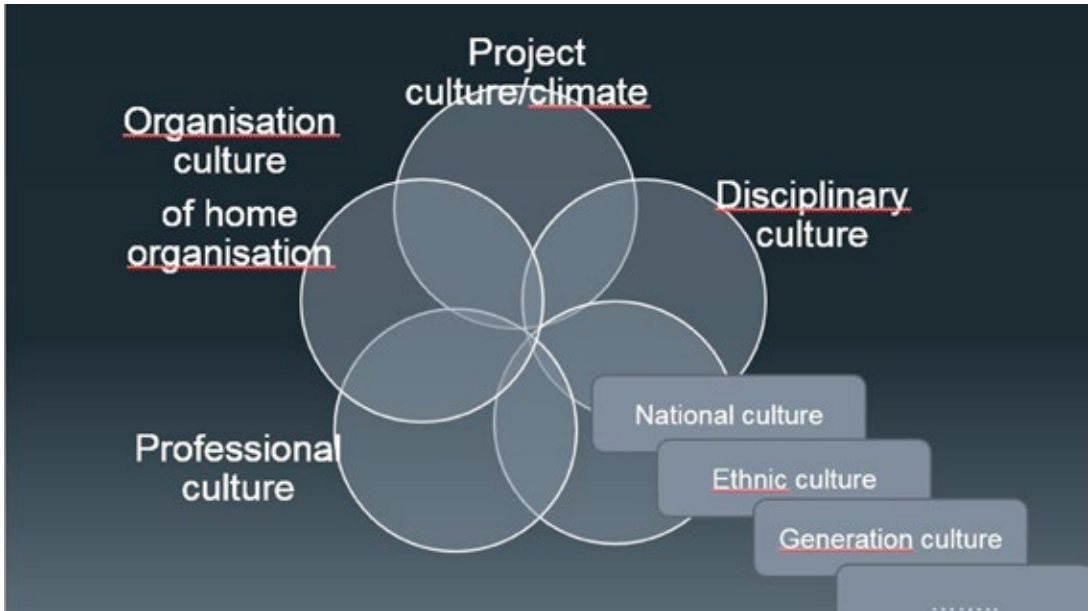 Project
culture/climate
Organisation
culture
of home
organisation
Disciplinary
culture
Professional
culture
National culture
Ethnic culture
Generation culture
........